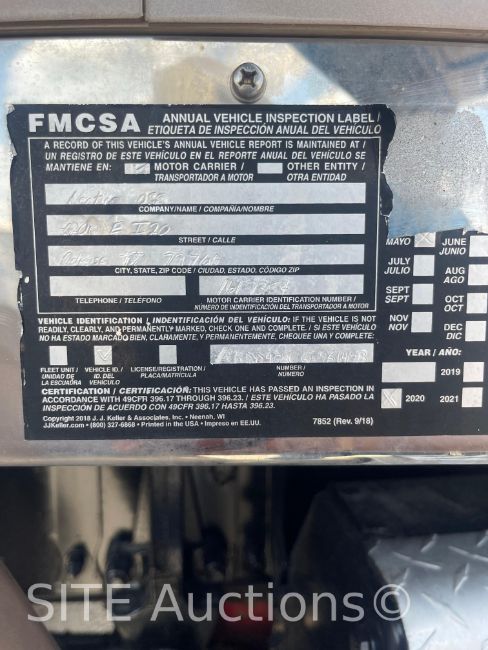 FMCSA ANNUAL VEHICLE INSPECTION LABEL /
ETIQUETA DE INSPECCIÓN ANUAL DEL VEHÍCULO
A RECORD OF THIS VEHICLE'S ANNUAL VEHICLE REPORT IS MAINTAINED AT /
UN REGISTRO DE ESTE VEHÍCULO EN EL REPORTE ANUAL DEL VEHÍCULO SE
MANTIENE EN: MOTOR CARRIER / OTHER ENTITY /
TRANSPORTADOR A MOTOR OTRA ENTIDAD
COMPANY/NAME / COMPAÑÍA/NOMBRE
E I20
STREET / CALLE
CITY, STATE, ZIP CODE / CIUDAD, ESTADO, CÓDIGO ZIP
TELEPHONE / TELÉFONO
MOTOR CARRIER IDENTIFICATION NUMBER /
NÚMERO DE INDENTIFICACIÓN DEL TRANSPORTADOR A MOTOR
VEHICLE IDENTIFICATION / IDENTIFICACIÓN DEL VEHÍCULO: IF THE VEHICLE IS NOT
READILY, CLEARLY, AND PERMANENTLY MARKED, CHECK ONE AND COMPLETE. / SI ESTE VEHÍCULO
NO HA ESTADO MARCADO BIEN, CLARAMENTE, Y PERMANENTEMENTE, CHEQUE UNO Y COMPLETE.
FLEET UNIT / UNIDAD DE LA ESCUADRA
VEHICLE ID. / ID. DEL VEHÍCULO
LICENSE/REGISTRATION / PLACA/MATRICULA
NUMBER / NÚMERO
CERTIFICATION / CERTIFICACIÓN: THIS VEHICLE HAS PASSED AN INSPECTION IN
ACCORDANCE WITH 49CFR 396.17 THROUGH 396.23. / ESTE VEHÍCULO HA PASADO LA
INSPECCIÓN DE ACUERDO CON 49CFR 396.17 HASTA 396.23.
Copyright 2018 J. J. Keller & Associates, Inc. • Neenah, WI
JJKeller.com • (800) 327-6868 • Printed in the USA • Impreso en EE.UU.
7852 (Rev. 9/18)
MAYO JUNE JUNIO
JULY JULIO AUG AGO
SEPT SEPT OCT OCT
NOV NOV DEC DIC
YEAR / AÑO:
2019
2020 2021
SITE Auctions©